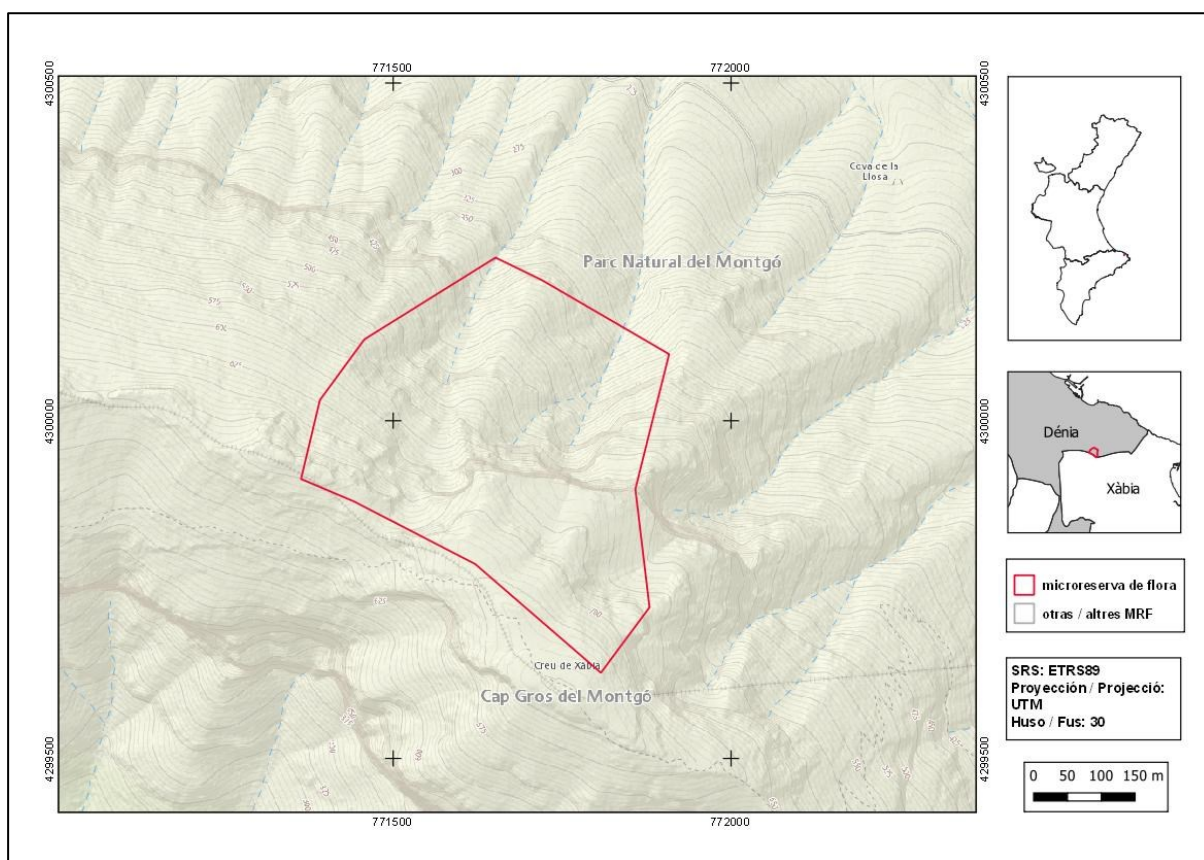 771500
772000
4300500
4300500
Cova de la
Llosa
Parc Natural del Montgó
4300000
4300000
Dénia
Xàbia
microreserva de flora
otras / altres MRF
Creu de Xàbia
Cap Gros del Montgó
SRS: ETRS89
Proyección / Projecció:
UTM
Huso / Fus: 30
4299500
4299500
0 50 100 150 m
771500
772000